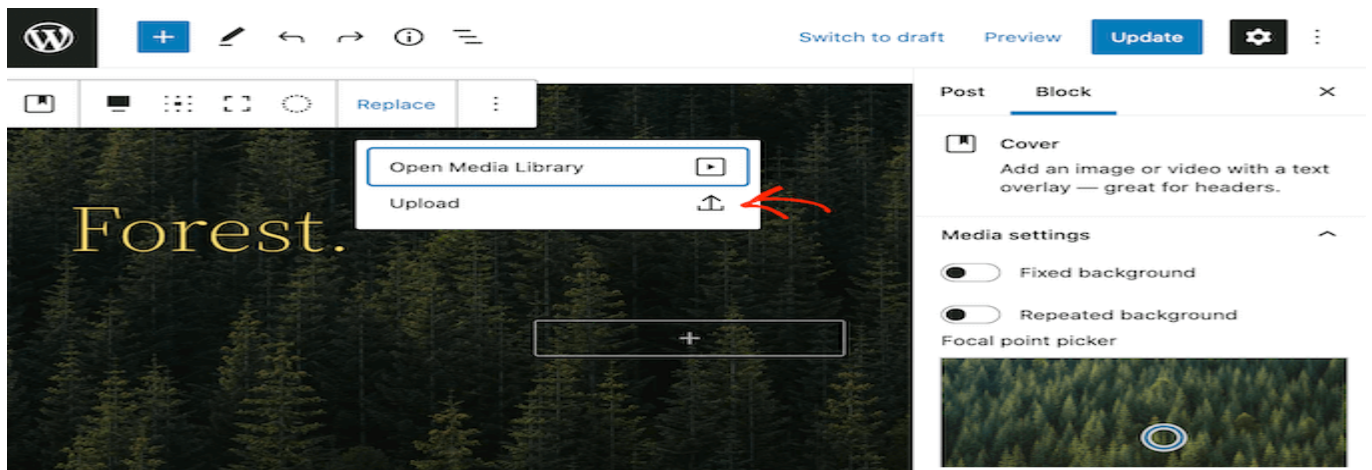 Switch to draft Preview Update
Replace
Post Block
Open Media Library
Upload
Forest.
Cover
Add an image or video with a text
overlay — great for headers.
Media settings
Fixed background
Repeated background
Focal point picker